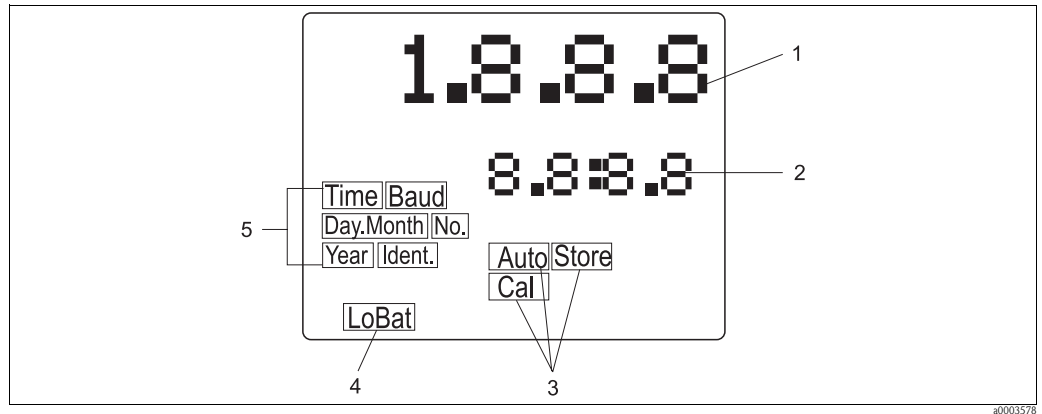 1.8.8.8
1
8.8:8.8
2
Time Baud
5
Day.Month No.
Year Ident.
Auto Store
Cal
LoBat
4
3
a0003578